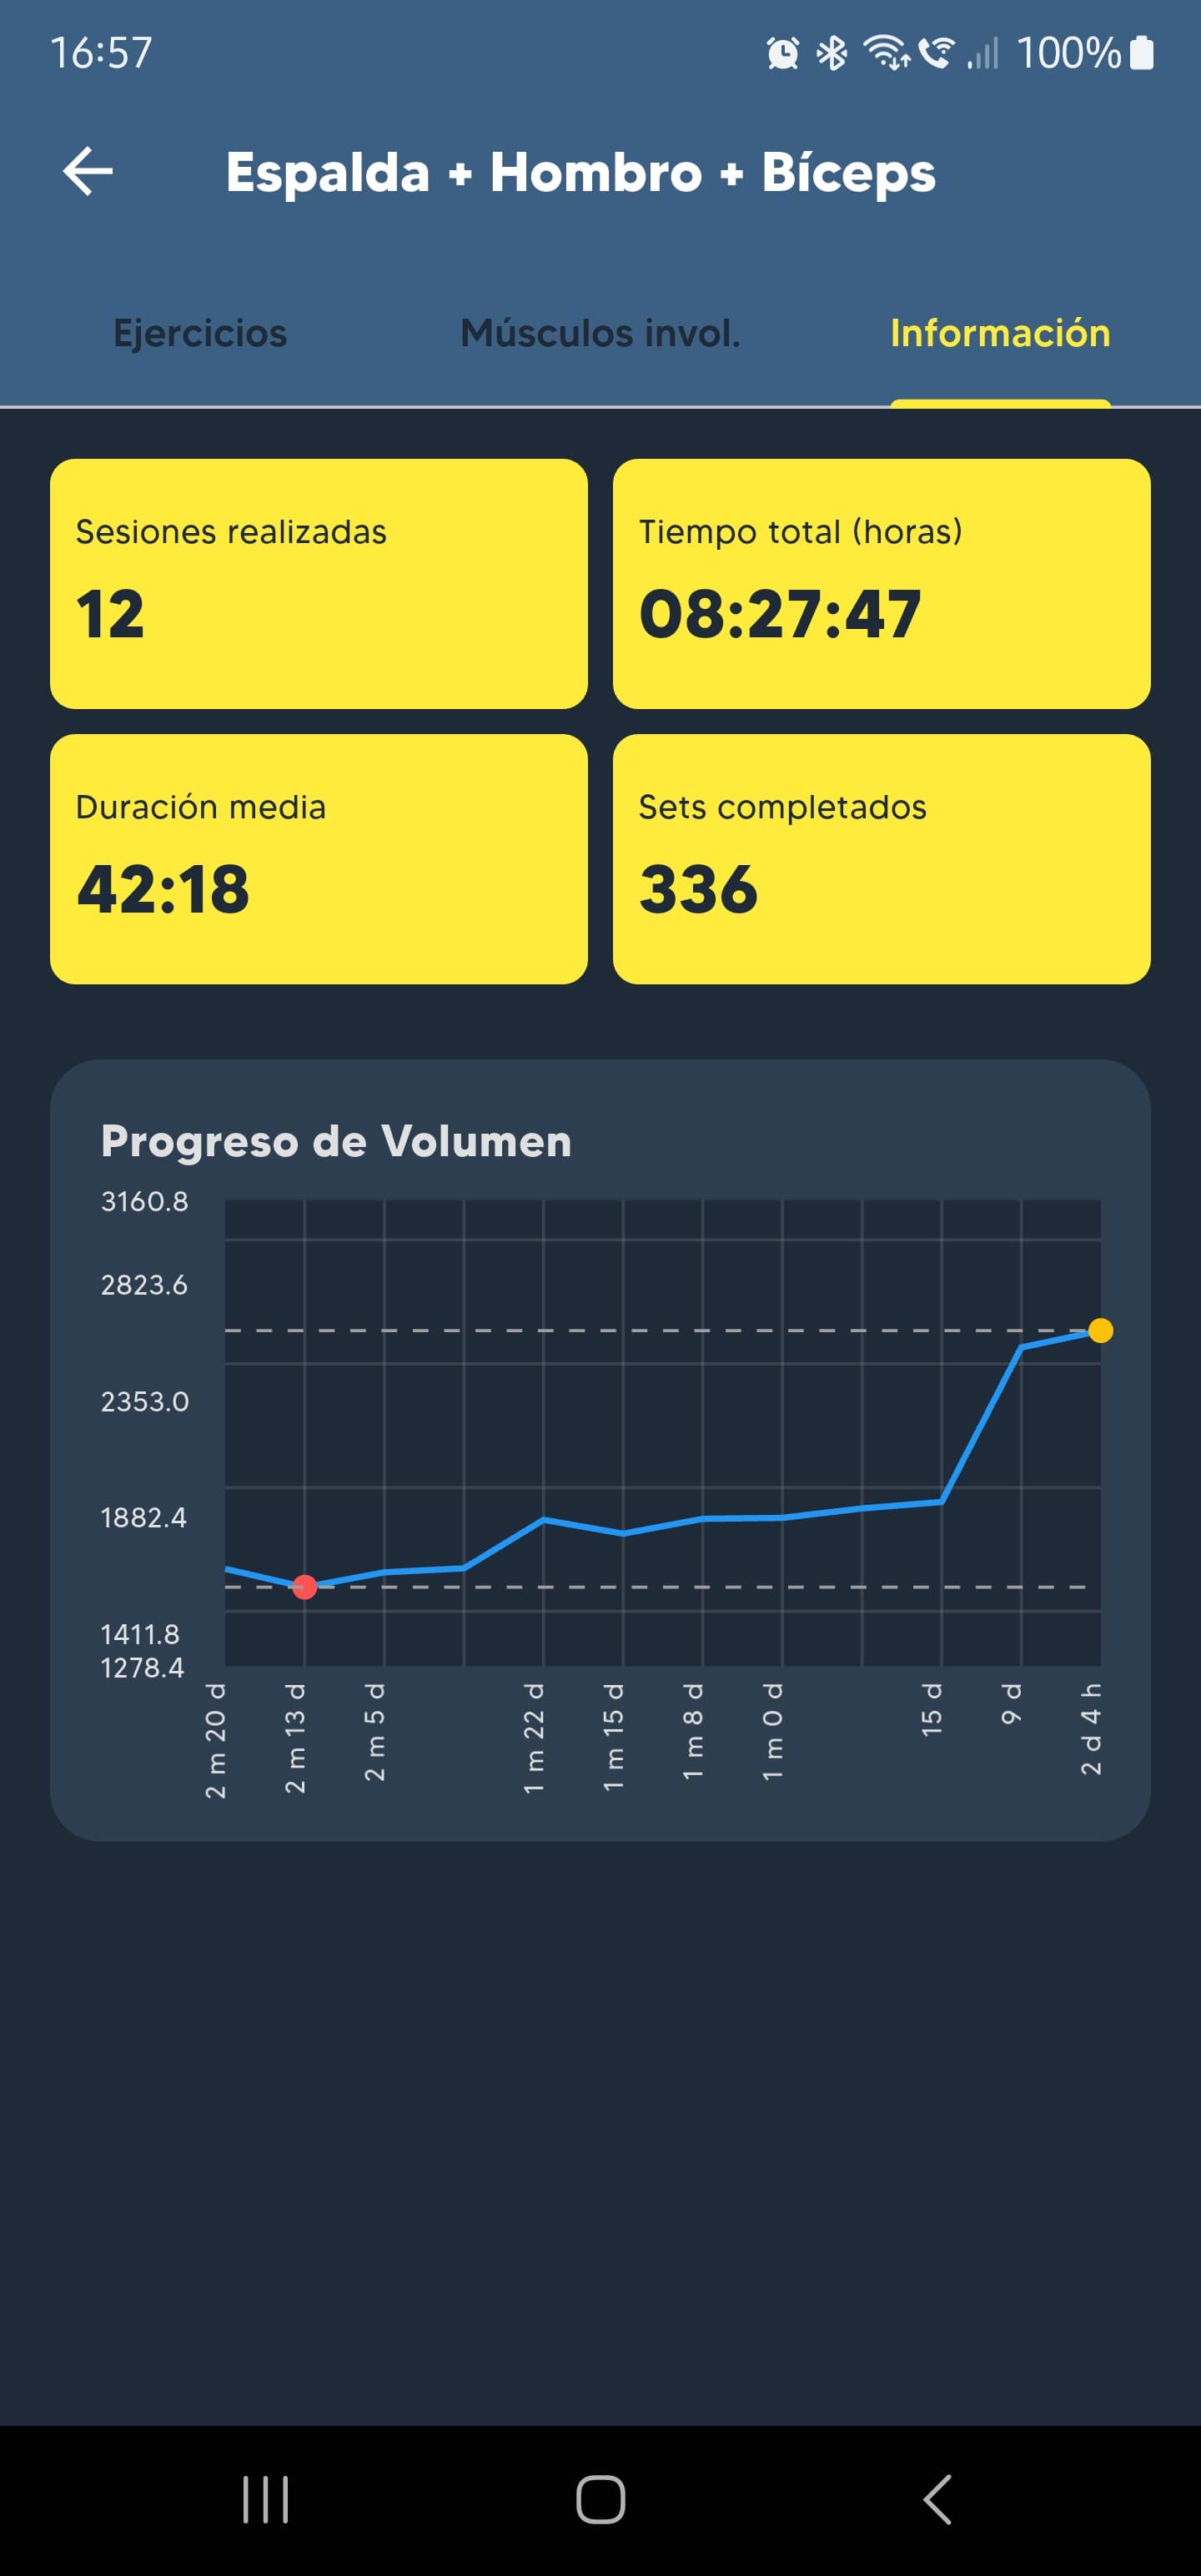 16:57
100%
Espalda + Hombro + Bíceps
Ejercicios
Músculos invol.
Información
Sesiones realizadas
12
Tiempo total (horas)
08:27:47
Duración media
42:18
Sets completados
336
Progreso de Volumen
3160.8
2823.6
2353.0
1882.4
1411.8
1278.4
2 m 20 d
2 m 13 d
2 m 5 d
1 m 22 d
1 m 15 d
1 m 8 d
1 m 0 d
15 d
9 d
2 d 4 h